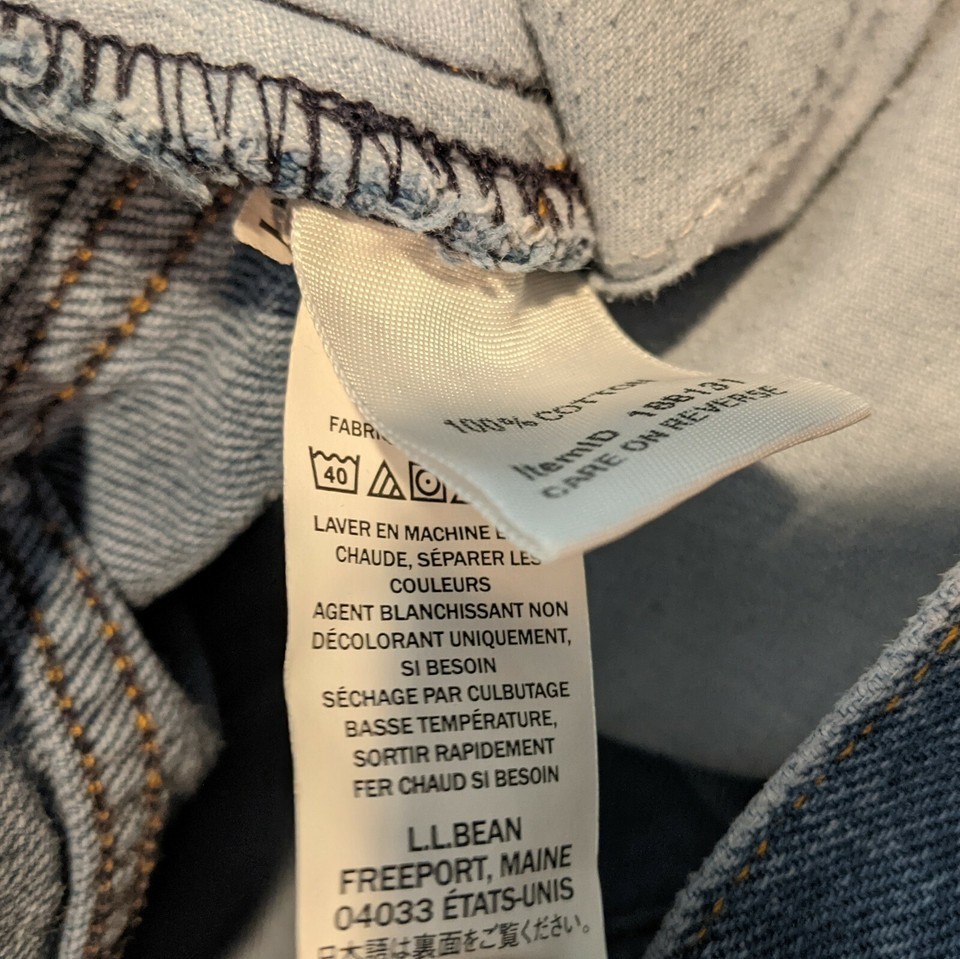 100% COTTON
ItemID 188131
CARE ON REVERSE
40
LAVER EN MACHINE
CHAUDE, SÉPARER LES
COULEURS
AGENT BLANCHISSANT NON
DÉCOLORANT UNIQUEMENT,
SI BESOIN
SÉCHAGE PAR CULBUTAGE
BASSE TEMPÉRATURE,
SORTIR RAPIDEMENT
FER CHAUD SI BESOIN
L.L.BEAN
FREEPORT, MAINE
04033 ÉTATS-UNIS
日本語は裏面をご覧ください。